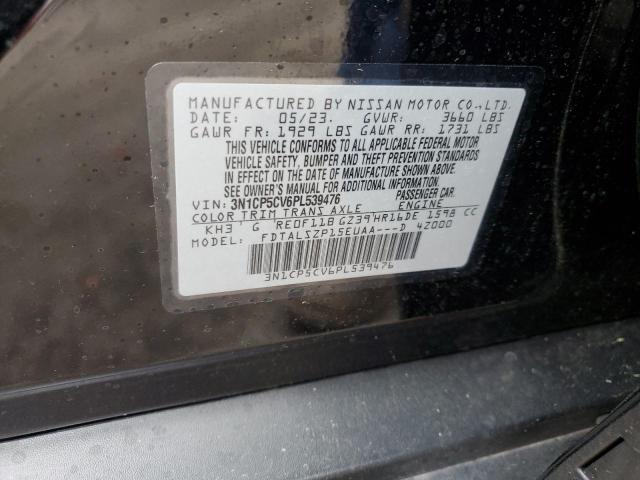 MANUFACTURED BY NISSAN MOTOR CO.,LTD.
DATE: 05/23. GVWR: 3660 LBS
GAWR FR: 1929 LBS GAWR RR: 1731 LBS
THIS VEHICLE CONFORMS TO ALL APPLICABLE FEDERAL MOTOR
VEHICLE SAFETY, BUMPER AND THEFT PREVENTION STANDARDS
IN EFFECT ON THE DATE OF MANUFACTURE SHOWN ABOVE.
SEE OWNER'S MANUAL FOR ADDITIONAL INFORMATION.
VIN: 3N1CP5CV6PL539476 PASSENGER CAR.
COLOR TRIM TRANS AXLE ENGINE
KH3 G RE0F11B GZ39 HR16DE 1598 CC
MODEL: FDTALSZP15EUAA---D 4Z000
3N1CP5CV6PL539476